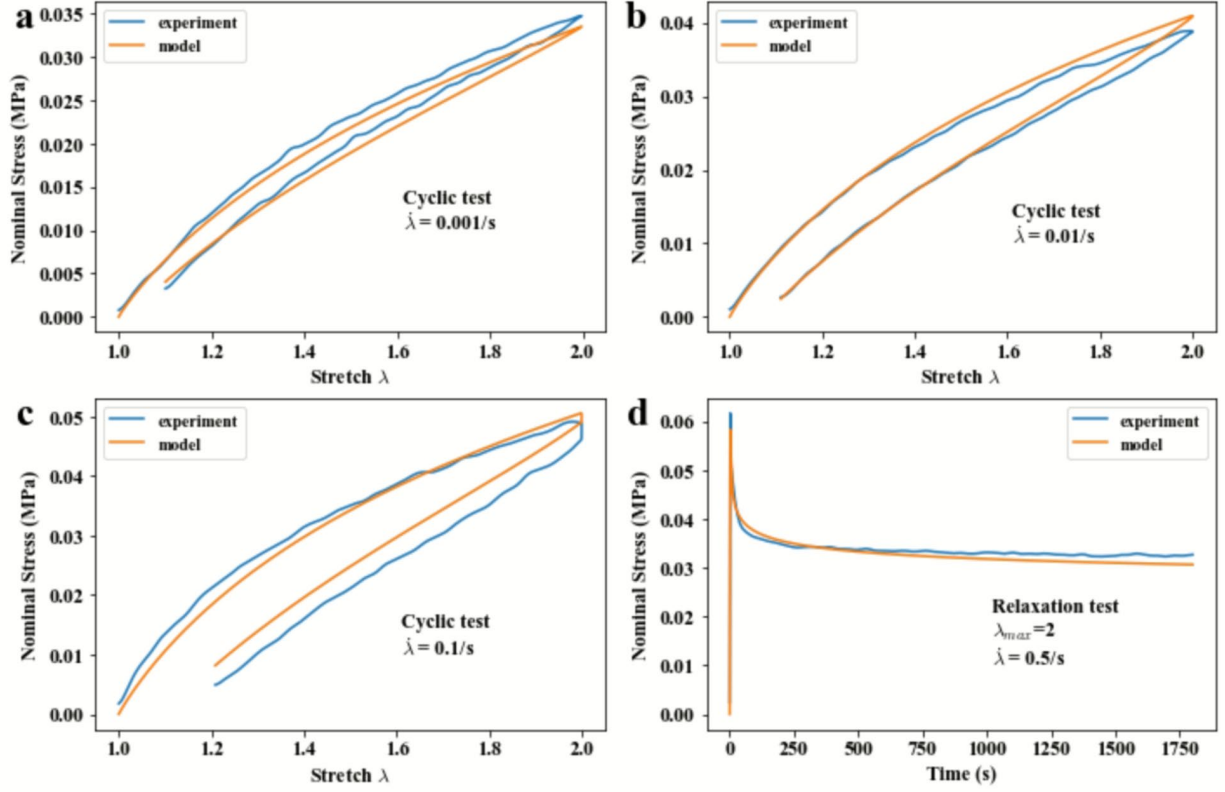 a
experiment
model
0.035
0.030
0.025
0.020
0.015
0.010
0.005
0.000
Nominal Stress (MPa)
Cyclic test
λ̇ = 0.001/s
1.0 1.2 1.4 1.6 1.8 2.0
Stretch λ
b
experiment
model
0.04
0.03
0.02
0.01
0.00
Nominal Stress (MPa)
Cyclic test
λ̇ = 0.01/s
1.0 1.2 1.4 1.6 1.8 2.0
Stretch λ
c
experiment
model
0.05
0.04
0.03
0.02
0.01
0.00
Nominal Stress (MPa)
Cyclic test
λ̇ = 0.1/s
1.0 1.2 1.4 1.6 1.8 2.0
Stretch λ
d
experiment
model
0.06
0.05
0.04
0.03
0.02
0.01
0.00
Nominal Stress (MPa)
Relaxation test
λmax=2
λ̇ = 0.5/s
0 250 500 750 1000 1250 1500 1750
Time (s)